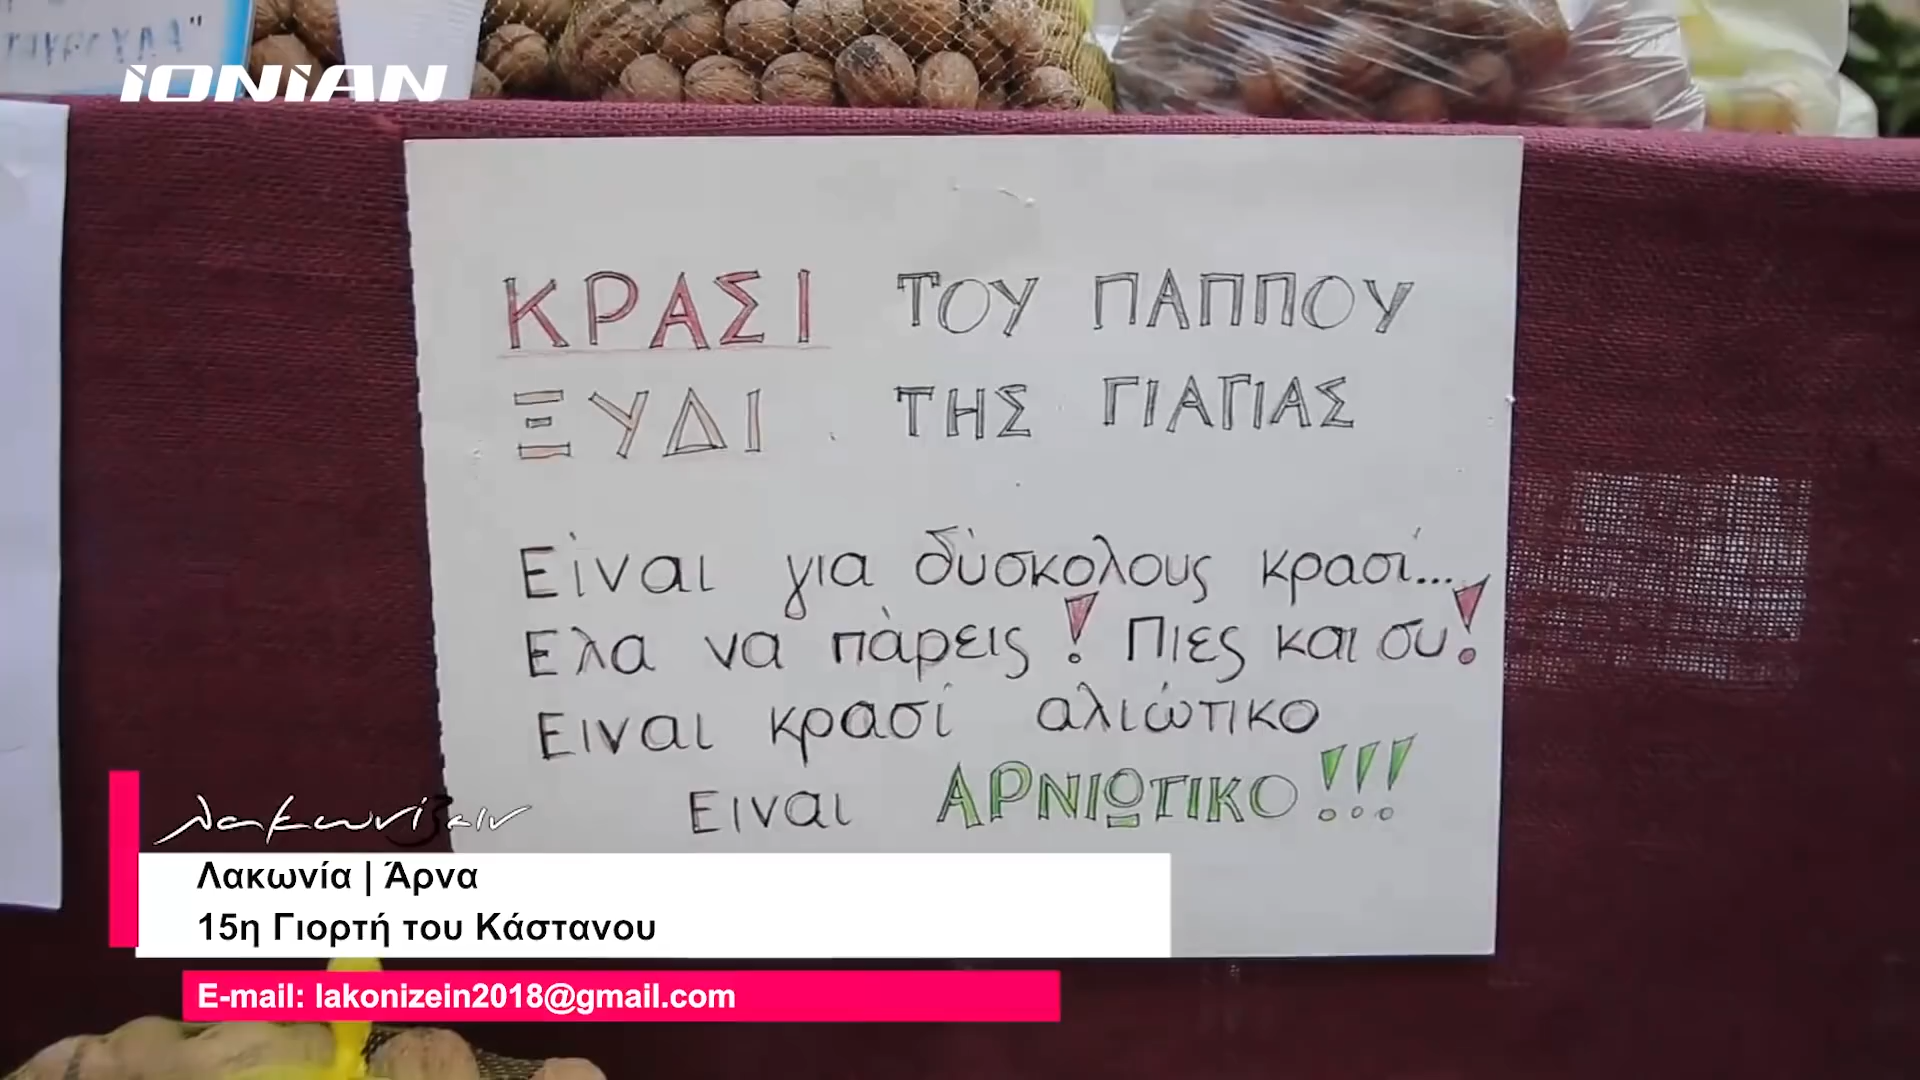 ΙΟΝΙΑΝ
ΚΡΑΣΙ ΤΟΥ ΠΑΠΠΟΥ
ΞΥΔΙ ΤΗΣ ΓΙΑΓΙΑΣ
Είναι για δύσκολους κρασί...
Ελα να πάρεις! Πιες και συ!
Ειναι κρασί αλιώτικο
Ειναι ΑΡΝΙΩΤΙΚΟ!!!
λακωνίζειν
Λακωνία | Άρνα
15η Γιορτή του Κάστανου
E-mail: lakonizein2018@gmail.com